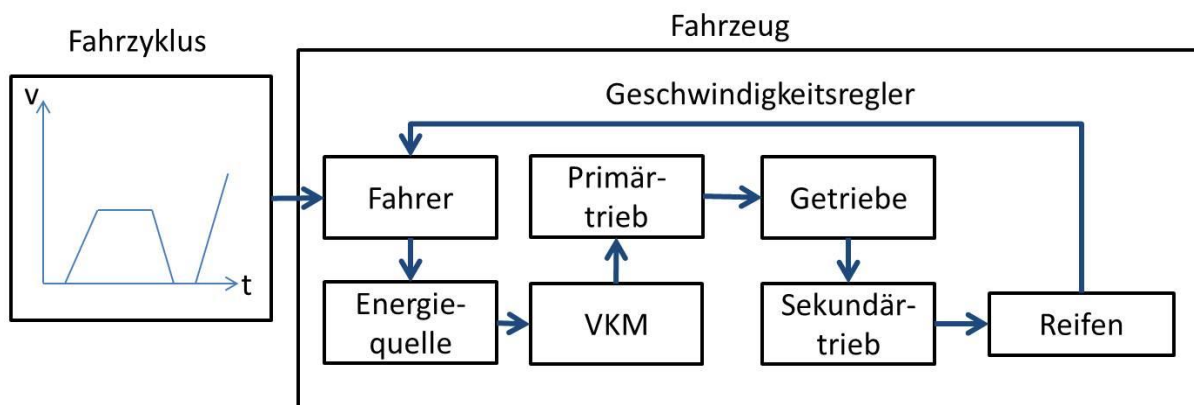 Fahrzyklus
v
t
Fahrzeug
Geschwindigkeitsregler
Fahrer
Primär-
trieb
Getriebe
Energie-
quelle
VKM
Sekundär-
trieb
Reifen